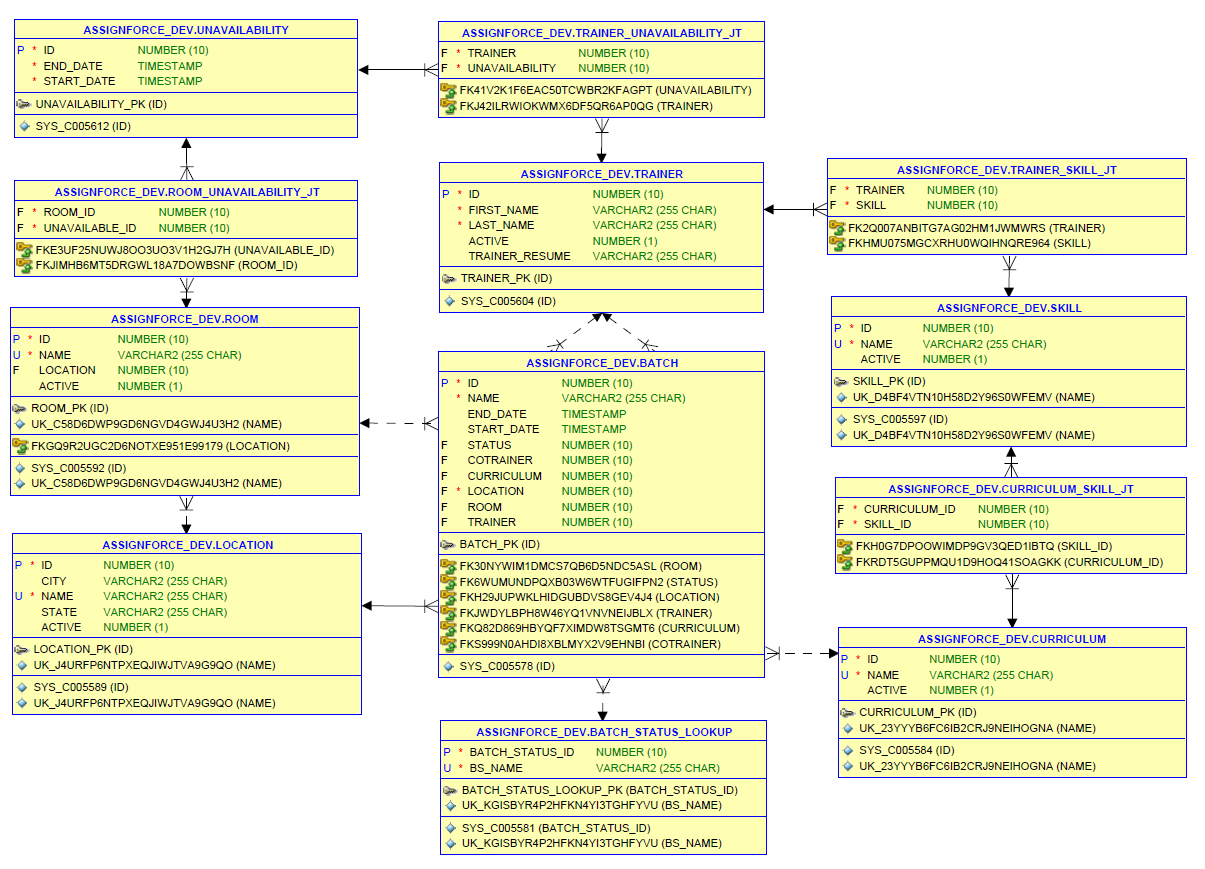 ASSIGNFORCE_DEV.UNAVAILABILITY
P * ID NUMBER (10)
* END_DATE TIMESTAMP
* START_DATE TIMESTAMP
UNAVAILABILITY_PK (ID)
SYS_C005612 (ID)
ASSIGNFORCE_DEV.TRAINER_UNAVAILABILITY_JT
F * TRAINER NUMBER (10)
F * UNAVAILABILITY NUMBER (10)
FK41V2K1F6EAC50TCWBR2KFAGPT (UNAVAILABILITY)
FKJ42ILRWIOKWMX6DF5QR6AP0QG (TRAINER)
ASSIGNFORCE_DEV.ROOM_UNAVAILABILITY_JT
F * ROOM_ID NUMBER (10)
F * UNAVAILABLE_ID NUMBER (10)
FKE3UF25NUWJ8OO3UO3V1H2GJ7H (UNAVAILABLE_ID)
FKJIMHB6MT5DRGWL18A7DOWBSNF (ROOM_ID)
ASSIGNFORCE_DEV.TRAINER
P * ID NUMBER (10)
* FIRST_NAME VARCHAR2 (255 CHAR)
* LAST_NAME VARCHAR2 (255 CHAR)
ACTIVE NUMBER (1)
TRAINER_RESUME VARCHAR2 (255 CHAR)
TRAINER_PK (ID)
SYS_C005604 (ID)
ASSIGNFORCE_DEV.TRAINER_SKILL_JT
F * TRAINER NUMBER (10)
F * SKILL NUMBER (10)
FK2Q007ANBITG7AG02HM1JWMWRS (TRAINER)
FKHMU075MGCXRHU0WQIHNQRE964 (SKILL)
ASSIGNFORCE_DEV.ROOM
P * ID NUMBER (10)
U * NAME VARCHAR2 (255 CHAR)
F LOCATION NUMBER (10)
ACTIVE NUMBER (1)
ROOM_PK (ID)
UK_C58D6DWP9GD6NGVD4GWJ4U3H2 (NAME)
FKGQ9R2UGC2D6NOTXE951E99179 (LOCATION)
SYS_C005592 (ID)
UK_C58D6DWP9GD6NGVD4GWJ4U3H2 (NAME)
ASSIGNFORCE_DEV.BATCH
P * ID NUMBER (10)
* NAME VARCHAR2 (255 CHAR)
END_DATE TIMESTAMP
START_DATE TIMESTAMP
F STATUS NUMBER (10)
F COTRAINER NUMBER (10)
F CURRICULUM NUMBER (10)
F * LOCATION NUMBER (10)
F ROOM NUMBER (10)
F TRAINER NUMBER (10)
BATCH_PK (ID)
FK30NYWIM1DMCS7QB6D5NDC5ASL (ROOM)
FK6WUMUNDPQXB03W6WTFUGIFPN2 (STATUS)
FKH29JUPWKLHIDGUBDVS8GEV4J4 (LOCATION)
FKJWDYLBPH8W46YQ1VNVNEIJBLX (TRAINER)
FKQ82D869HBYQF7XIMDW8TSGMT6 (CURRICULUM)
FKS999N0AHDI8XBLMYX2V9EHNBI (COTRAINER)
SYS_C005578 (ID)
ASSIGNFORCE_DEV.SKILL
P * ID NUMBER (10)
U * NAME VARCHAR2 (255 CHAR)
ACTIVE NUMBER (1)
SKILL_PK (ID)
UK_D4BF4VTN10H58D2Y96S0WFEMV (NAME)
SYS_C005597 (ID)
UK_D4BF4VTN10H58D2Y96S0WFEMV (NAME)
ASSIGNFORCE_DEV.CURRICULUM_SKILL_JT
F * CURRICULUM_ID NUMBER (10)
F * SKILL_ID NUMBER (10)
FKH0G7DPOOWIMDP9GV3QED1IBTQ (SKILL_ID)
FKRDT5GUPPMQU1D9HOQ41SOAGKK (CURRICULUM_ID)
ASSIGNFORCE_DEV.LOCATION
P * ID NUMBER (10)
CITY VARCHAR2 (255 CHAR)
U * NAME VARCHAR2 (255 CHAR)
STATE VARCHAR2 (255 CHAR)
ACTIVE NUMBER (1)
LOCATION_PK (ID)
UK_J4URFP6NTPXEQJIWJTVA9G9QO (NAME)
SYS_C005589 (ID)
UK_J4URFP6NTPXEQJIWJTVA9G9QO (NAME)
ASSIGNFORCE_DEV.CURRICULUM
P * ID NUMBER (10)
U * NAME VARCHAR2 (255 CHAR)
ACTIVE NUMBER (1)
CURRICULUM_PK (ID)
UK_23YYYB6FC6IB2CRJ9NEIHOGNA (NAME)
SYS_C005584 (ID)
UK_23YYYB6FC6IB2CRJ9NEIHOGNA (NAME)
ASSIGNFORCE_DEV.BATCH_STATUS_LOOKUP
P * BATCH_STATUS_ID NUMBER (10)
U * BS_NAME VARCHAR2 (255 CHAR)
BATCH_STATUS_LOOKUP_PK (BATCH_STATUS_ID)
UK_KGISBYR4P2HFKN4YI3TGHFYVU (BS_NAME)
SYS_C005581 (BATCH_STATUS_ID)
UK_KGISBYR4P2HFKN4YI3TGHFYVU (BS_NAME)